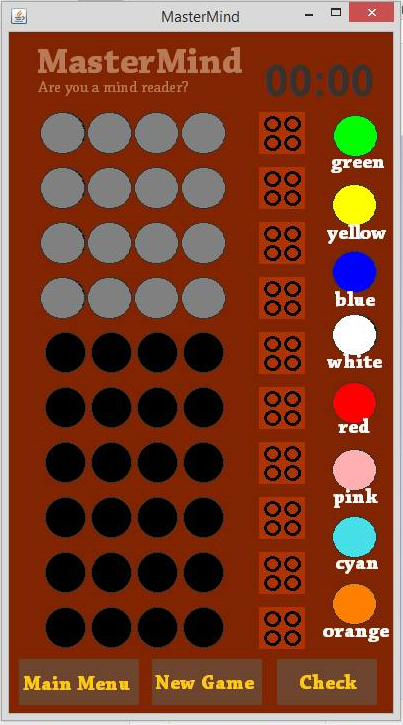 MasterMind
MasterMind
Are you a mind reader?
00:00
green
yellow
blue
white
red
pink
cyan
orange
Main Menu
New Game
Check